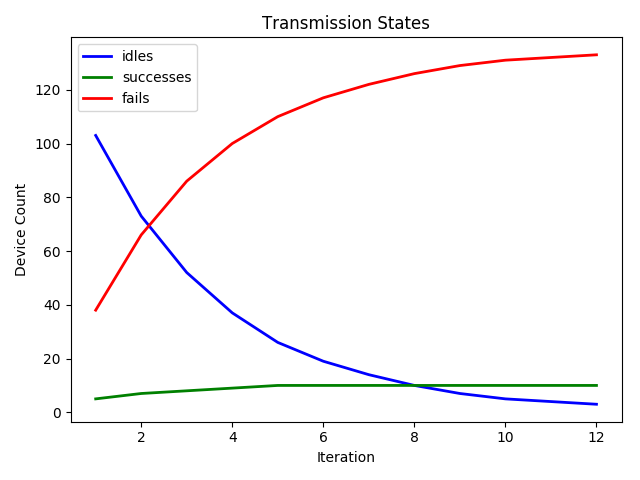 Transmission States
idles
successes
fails
Device Count
120
100
80
60
40
20
0
2 4 6 8 10 12
Iteration